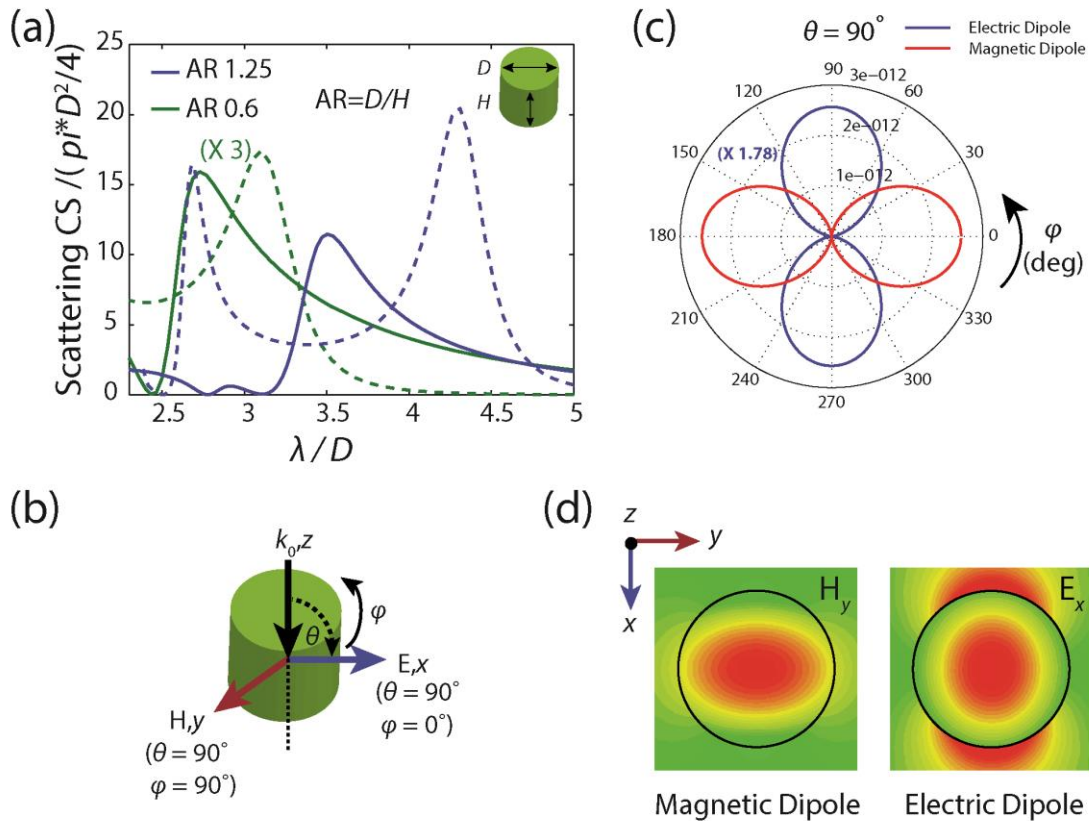 (a)
25
20
15
10
5
0
Scattering CS /( pi*D²/4)
AR 1.25
AR 0.6
AR=D/H
(X 3)
D
H
2.5
3
3.5
4
4.5
5
λ / D
(c)
θ = 90°
Electric Dipole
Magnetic Dipole
90
3e−012
120
60
2e−012
150
(X 1.78)
30
1e−012
180
0
φ
(deg)
210
330
240
300
270
(b)
k₀,z
θ
φ
E,x
(θ = 90°
φ = 0°)
H,y
(θ = 90°
φ = 90°)
(d)
z
y
x
H_y
E_x
Magnetic Dipole
Electric Dipole